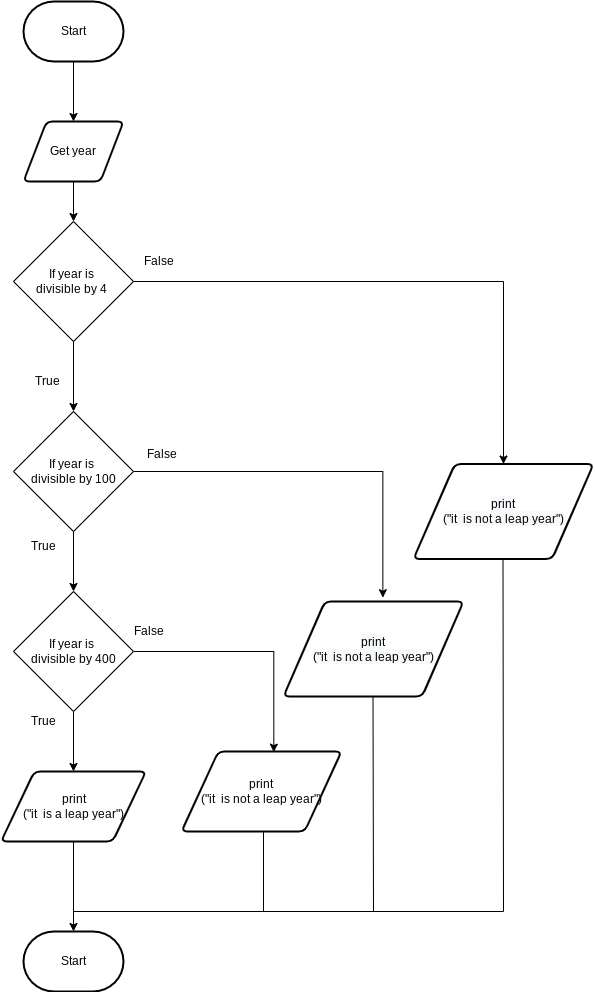 Start
Get year
If year is
divisible by 4
False
True
If year is
divisible by 100
False
True
print
("it  is not a leap year")
If year is
divisible by 400
False
True
print
("it  is not a leap year")
print
("it  is not a leap year")
print
("it  is a leap year")
Start